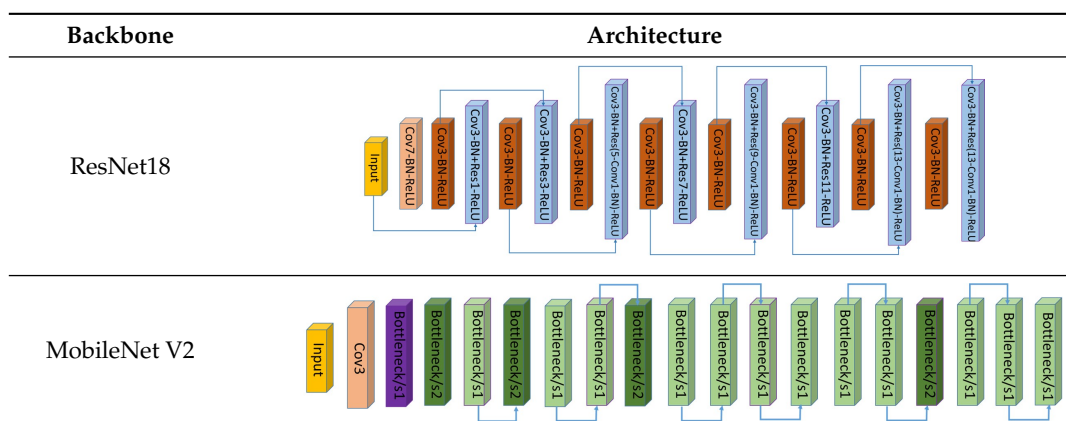 Backbone Architecture
ResNet18
Input
Cov7-BN-ReLU
Cov3-BN-ReLU
Cov3-BN+Res1-ReLU
Cov3-BN-ReLU
Cov3-BN+Res3-ReLU
Cov3-BN-ReLU
Cov3-BN+Res(5-Conv1-BN)-ReLU
Cov3-BN-ReLU
Cov3-BN+Res7-ReLU
Cov3-BN-ReLU
Cov3-BN+Res(9-Conv1-BN)-ReLU
Cov3-BN-ReLU
Cov3-BN+Res11-ReLU
Cov3-BN-ReLU
Cov3-BN+Res(13-Conv1-BN)-ReLU
Cov3-BN-ReLU
Cov3-BN+Res(13-Conv1-BN)-ReLU
MobileNet V2
Input
Cov3
Bottleneck/s1
Bottleneck/s2
Bottleneck/s1
Bottleneck/s2
Bottleneck/s1
Bottleneck/s1
Bottleneck/s2
Bottleneck/s1
Bottleneck/s1
Bottleneck/s1
Bottleneck/s1
Bottleneck/s1
Bottleneck/s1
Bottleneck/s2
Bottleneck/s1
Bottleneck/s1
Bottleneck/s1